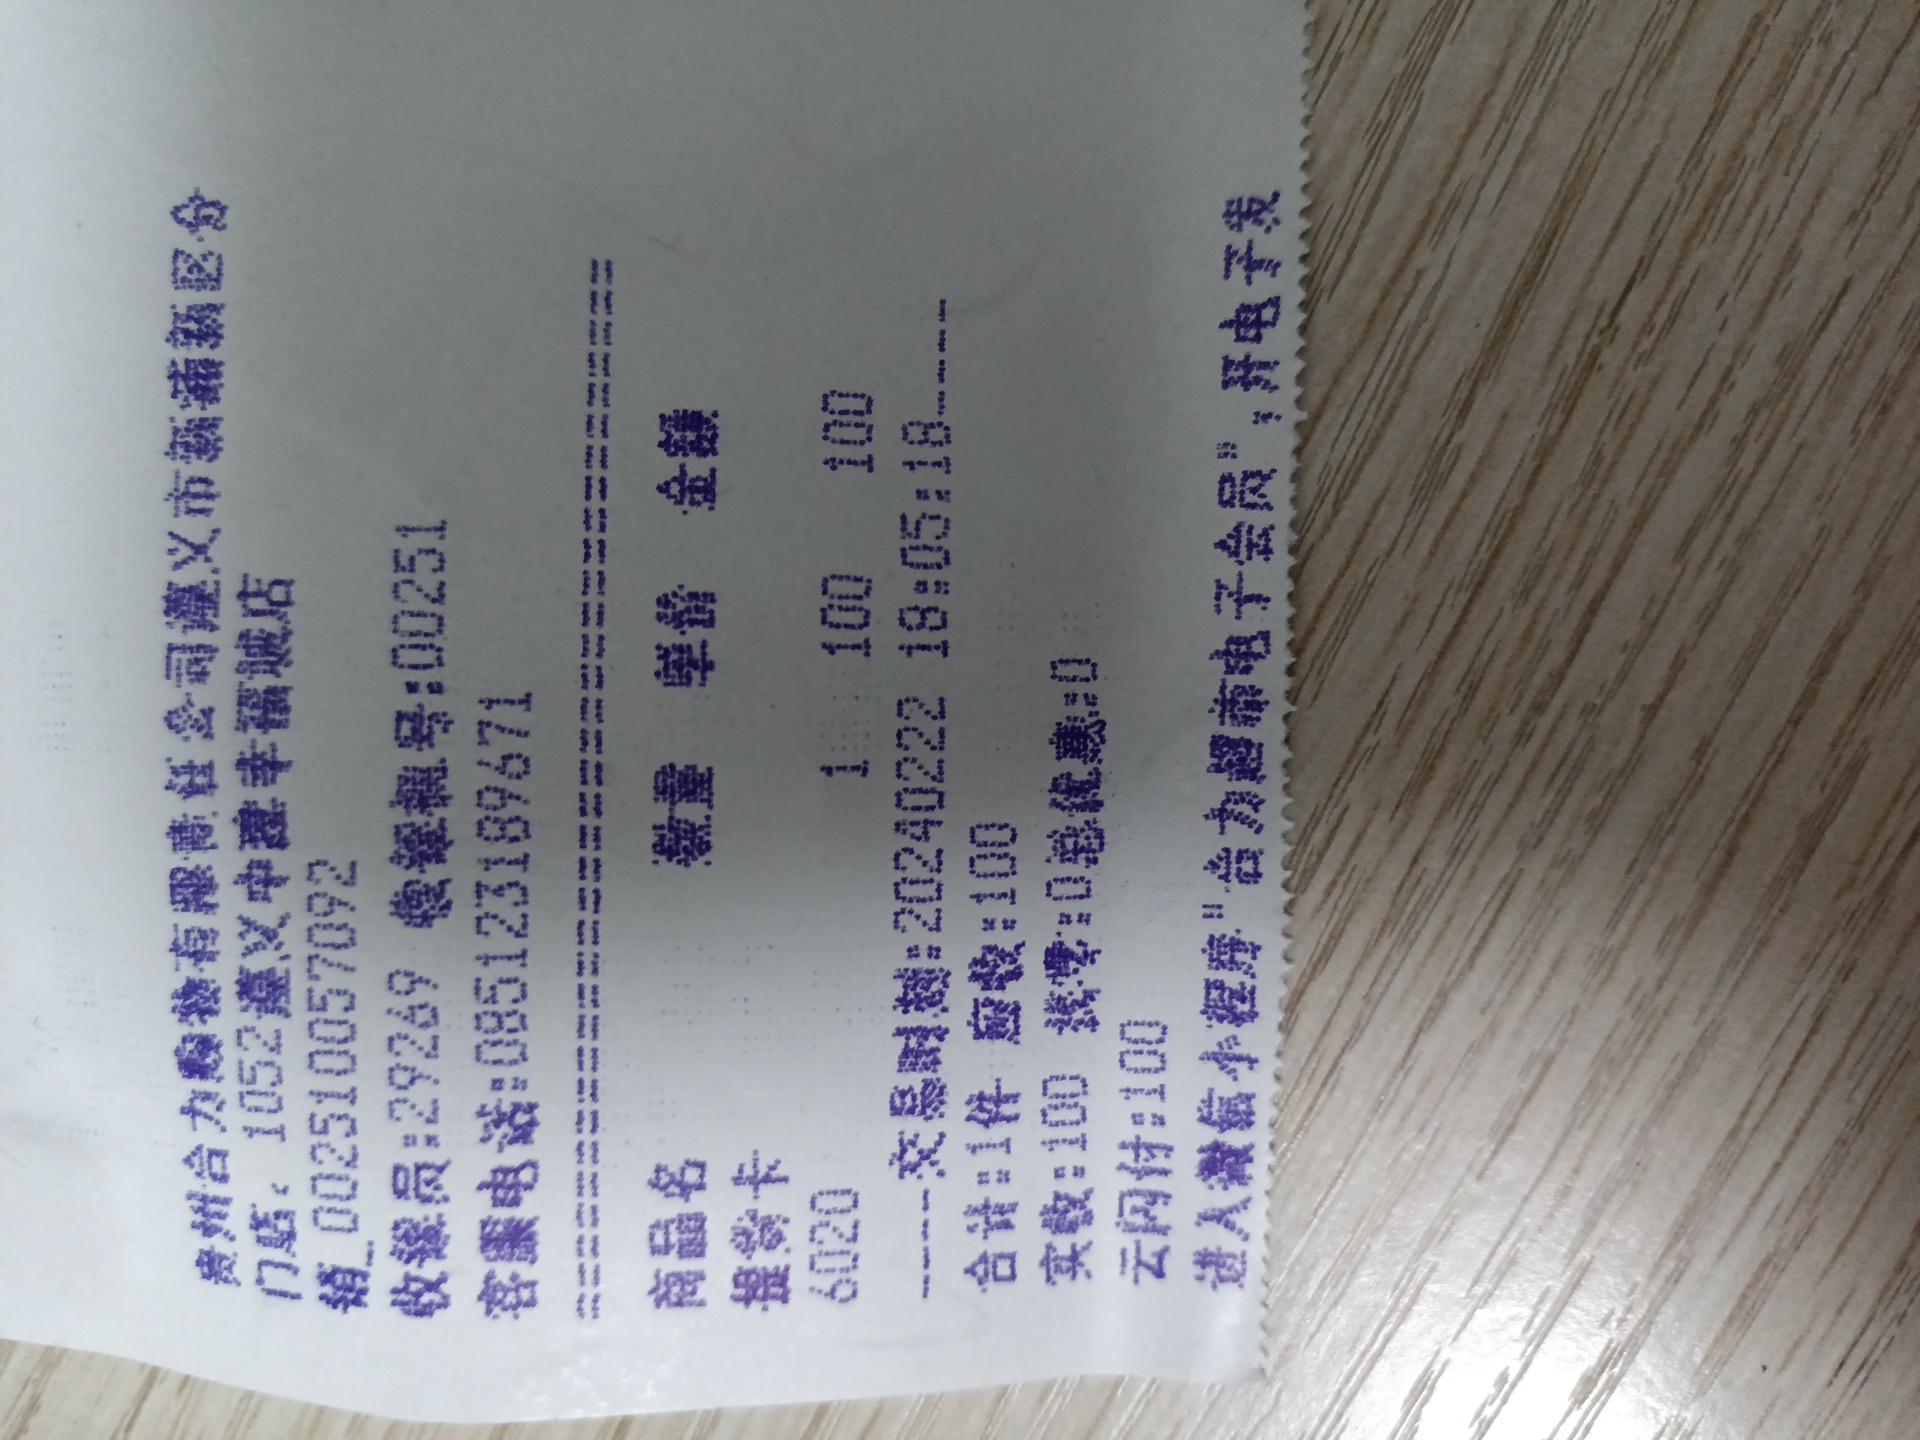 贵州合力购物有限责任公司遵义市新蒲新区分
门店: 1052遵义中建幸福城店
销_002510057092
收银员:29269 收银机号:00251
客服电话:085123189671
================================
商品名 数量 单价 金额
提货卡
6020 1 100 100
----交易时间:20240222 18:05:18----
合计:1件 应收:100
实收:100 找零:0总优惠:0
云闪付:100
进入微信小程序"合力超市电子会员",开电子发